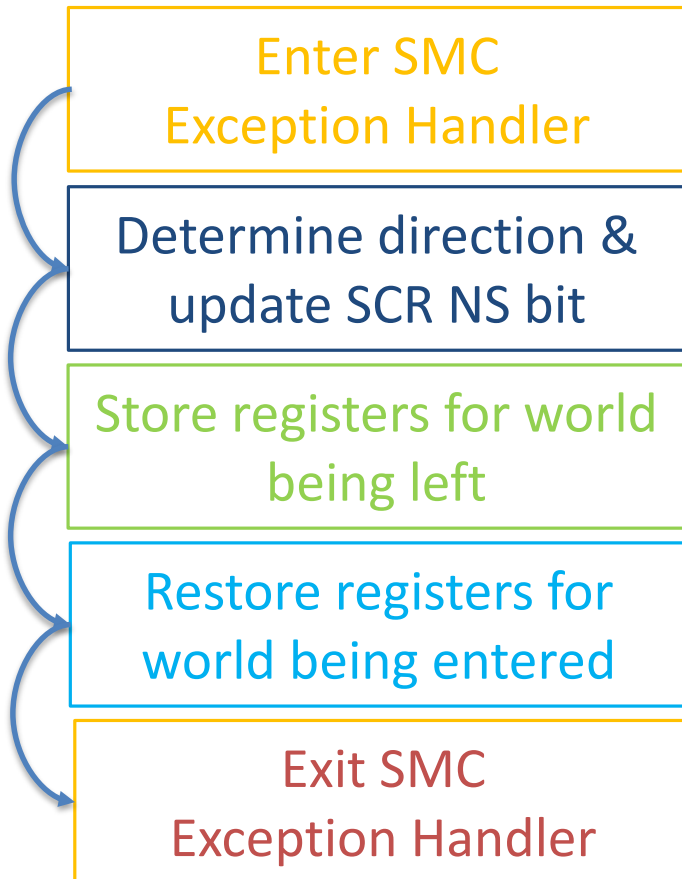 Enter SMC
Exception Handler
Determine direction &
update SCR NS bit
Store registers for world
being left
Restore registers for
world being entered
Exit SMC
Exception Handler